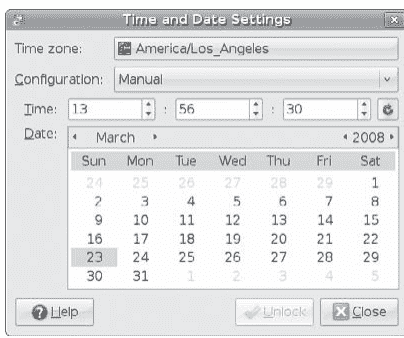 Time and Date Settings
Time zone: America/Los_Angeles
Configuration: Manual
Time: 13 : 56 : 30
Date: March 2008
Sun Mon Tue Wed Thu Fri Sat
24 25 26 27 28 29 1
2 3 4 5 6 7 8
9 10 11 12 13 14 15
16 17 18 19 20 21 22
23 24 25 26 27 28 29
30 31 1 2 3 4 5
Help Unlock Close